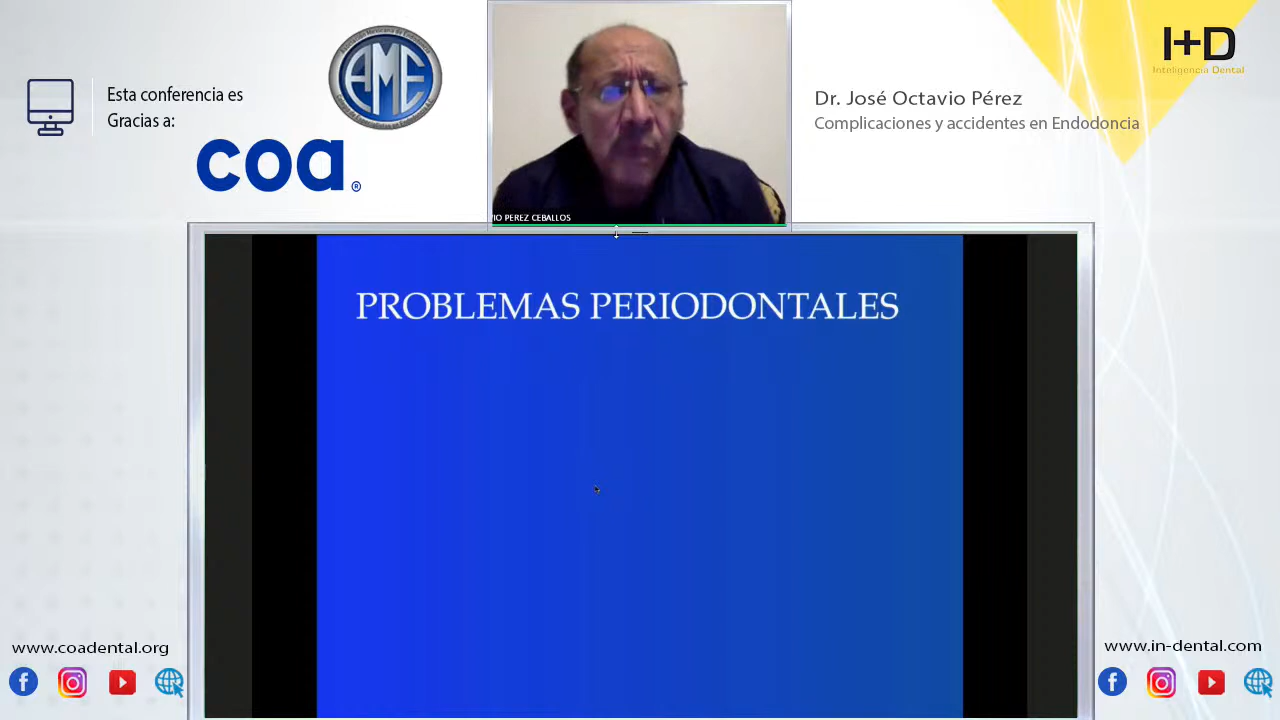 Esta conferencia es
Gracias a:
coa®
AME
IO PEREZ CEBALLOS
Dr. José Octavio Pérez
Complicaciones y accidentes en Endodoncia
I+D
Inteligencia Dental
PROBLEMAS PERIODONTALES
www.coadental.org
www.in-dental.com